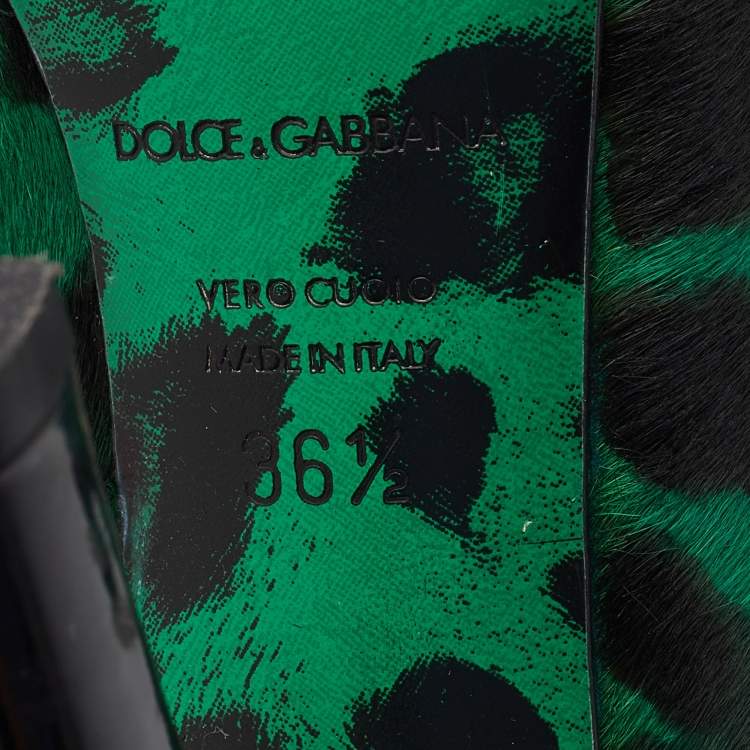 DOLCE & GABBANA
VERO CUOIO
MADE IN ITALY
36½